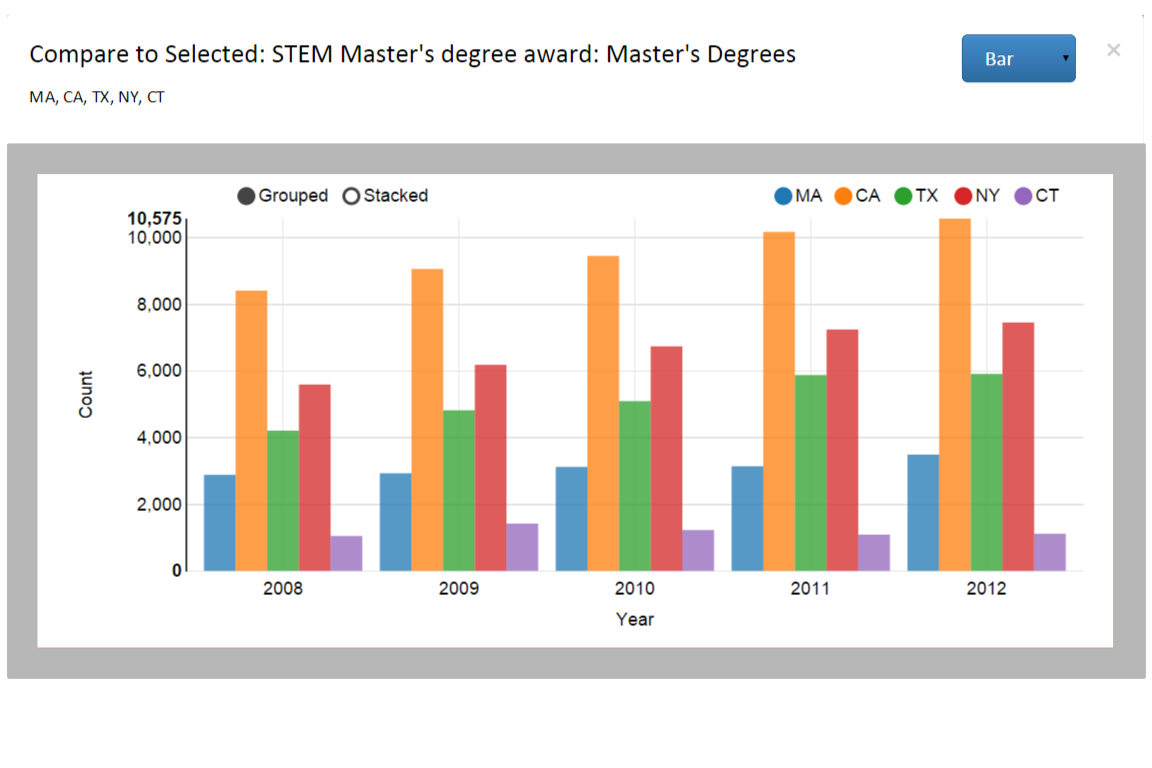 Compare to Selected: STEM Master's degree award: Master's Degrees
Bar
×
MA, CA, TX, NY, CT
Grouped Stacked
MA CA TX NY CT
10,575
10,000
8,000
6,000
4,000
2,000
0
Count
2008 2009 2010 2011 2012
Year